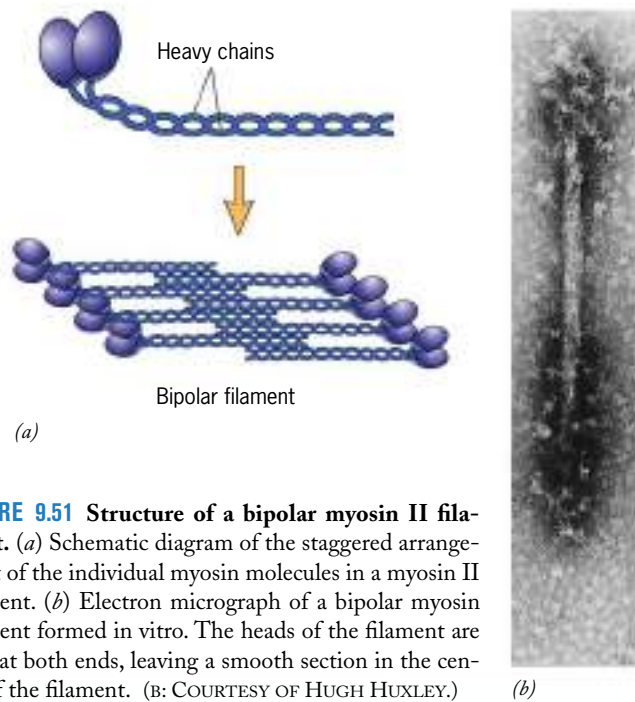 Heavy chains
Bipolar filament
(a)
RE 9.51 Structure of a bipolar myosin II fila-
t. (a) Schematic diagram of the staggered arrange-
t of the individual myosin molecules in a myosin II
ent. (b) Electron micrograph of a bipolar myosin
ent formed in vitro. The heads of the filament are
at both ends, leaving a smooth section in the cen-
f the filament. (B: COURTESY OF HUGH HUXLEY.)
(b)